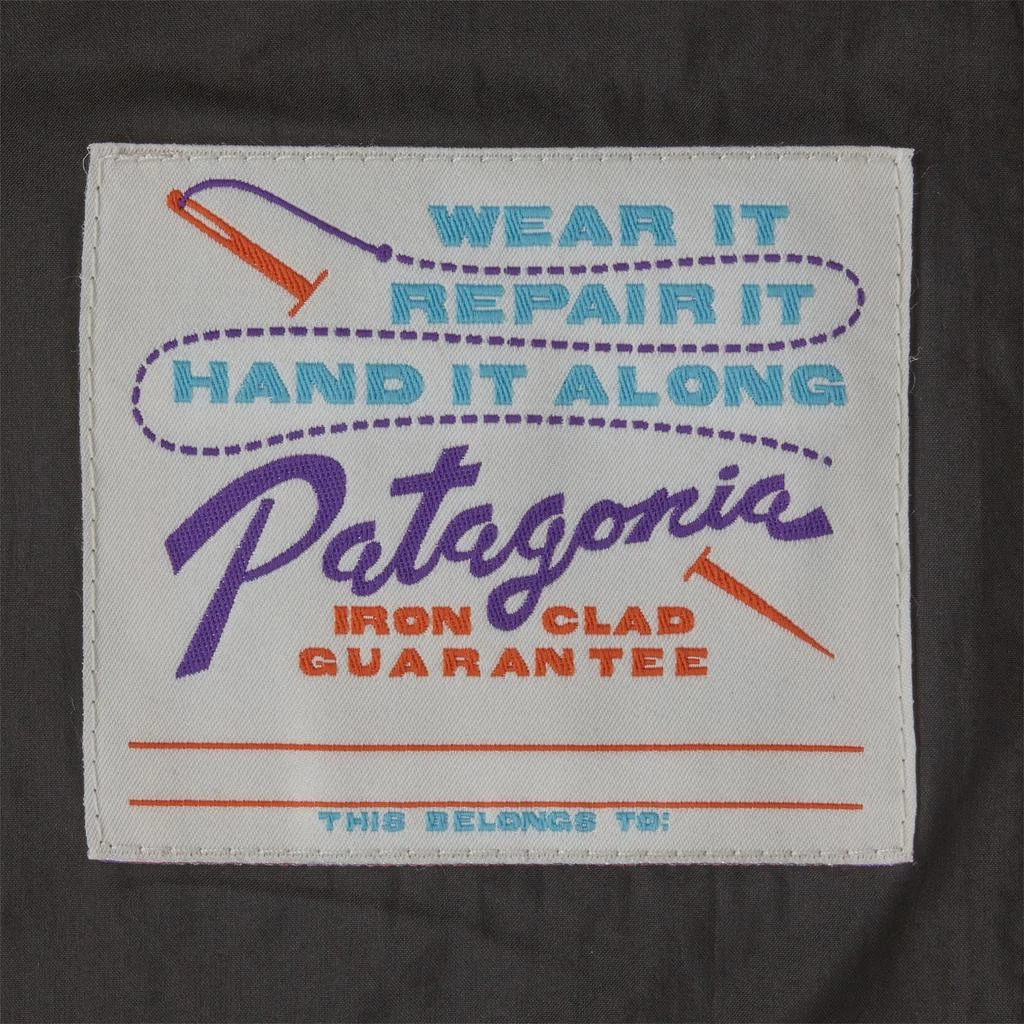 WEAR IT
REPAIR IT
HAND IT ALONG
Patagonia
IRON CLAD
GUARANTEE
THIS BELONGS TO: